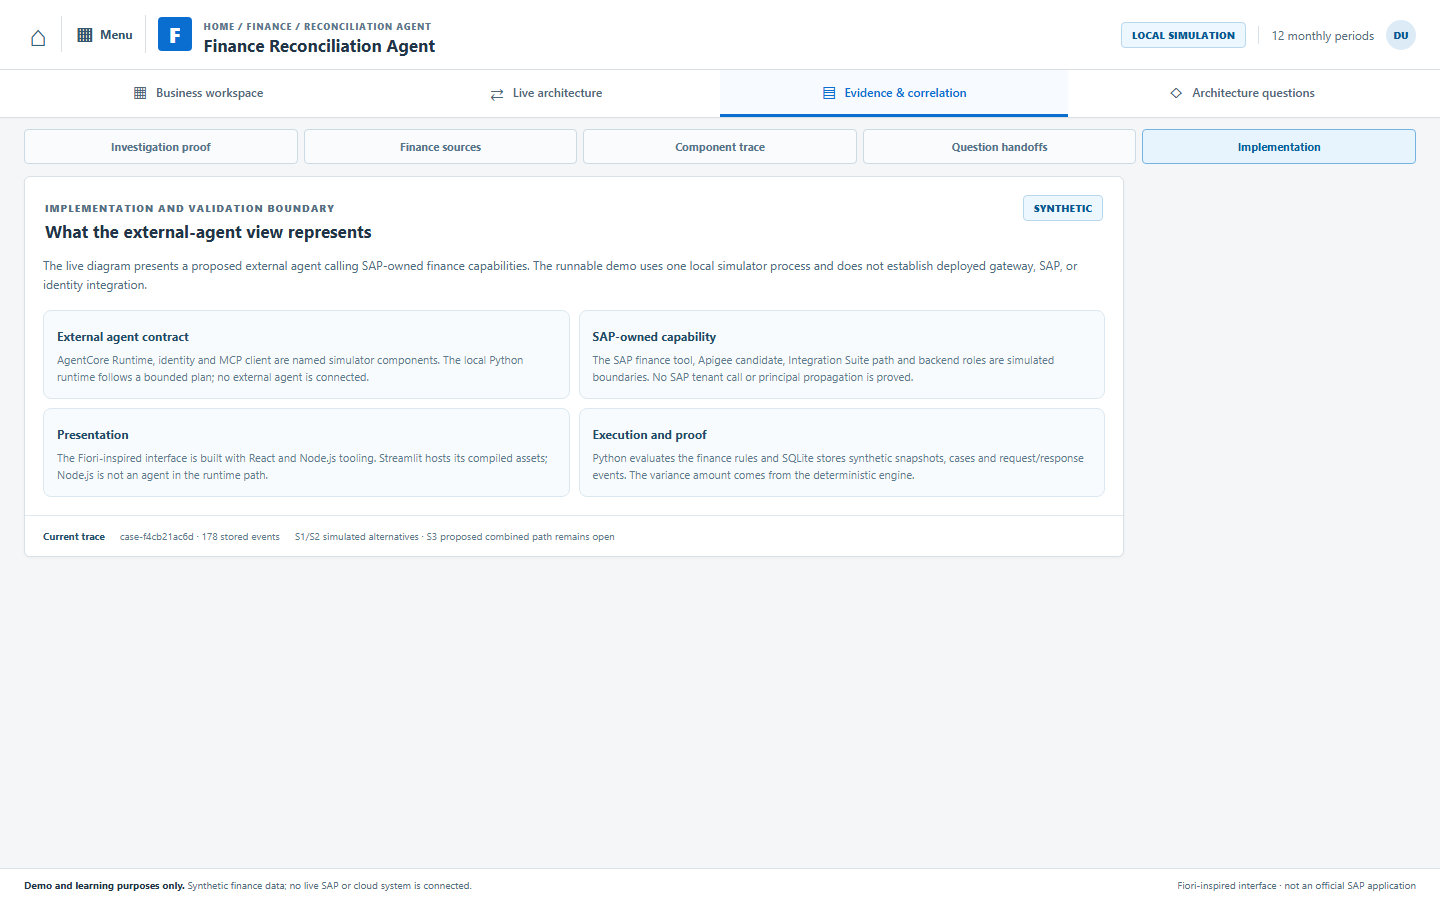 Menu
F
HOME / FINANCE / RECONCILIATION AGENT
Finance Reconciliation Agent
LOCAL SIMULATION
12 monthly periods
DU
Business workspace
Live architecture
Evidence & correlation
Architecture questions
Investigation proof
Finance sources
Component trace
Question handoffs
Implementation
IMPLEMENTATION AND VALIDATION BOUNDARY
SYNTHETIC
What the external-agent view represents
The live diagram presents a proposed external agent calling SAP-owned finance capabilities. The runnable demo uses one local simulator process and does not establish deployed gateway, SAP, or
identity integration.
External agent contract
AgentCore Runtime, identity and MCP client are named simulator components. The local Python
runtime follows a bounded plan; no external agent is connected.
SAP-owned capability
The SAP finance tool, Apigee candidate, Integration Suite path and backend roles are simulated
boundaries. No SAP tenant call or principal propagation is proved.
Presentation
The Fiori-inspired interface is built with React and Node.js tooling. Streamlit hosts its compiled assets;
Node.js is not an agent in the runtime path.
Execution and proof
Python evaluates the finance rules and SQLite stores synthetic snapshots, cases and request/response
events. The variance amount comes from the deterministic engine.
Current trace case-f4cb21ac6d · 178 stored events S1/S2 simulated alternatives · S3 proposed combined path remains open
Demo and learning purposes only. Synthetic finance data; no live SAP or cloud system is connected.
Fiori-inspired interface · not an official SAP application